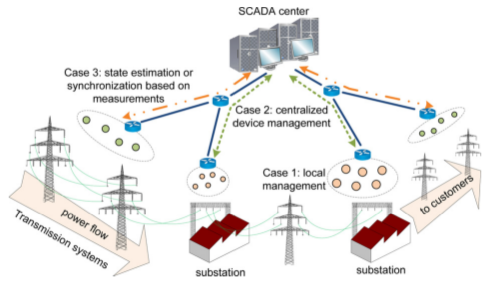 SCADA center
Case 3: state estimation or
synchronization based on
measurements
Case 2: centralized
device management
Case 1: local
management
power flow
Transmission systems
to customers
substation
substation